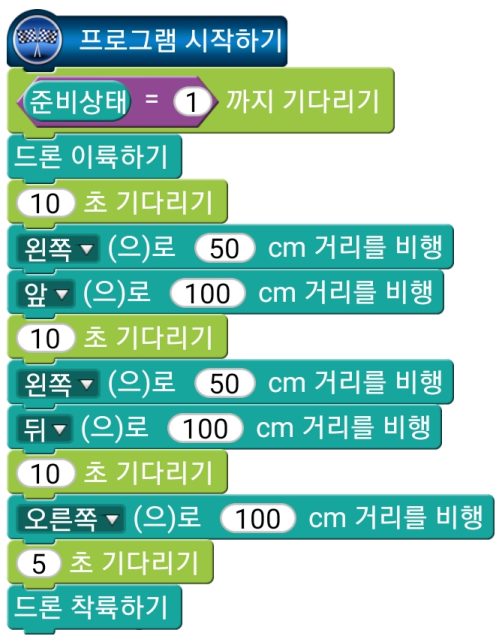 프로그램 시작하기
준비상태 = 1 까지 기다리기
드론 이륙하기
10 초 기다리기
왼쪽 (으)로 50 cm 거리를 비행
앞 (으)로 100 cm 거리를 비행
10 초 기다리기
왼쪽 (으)로 50 cm 거리를 비행
뒤 (으)로 100 cm 거리를 비행
10 초 기다리기
오른쪽 (으)로 100 cm 거리를 비행
5 초 기다리기
드론 착륙하기